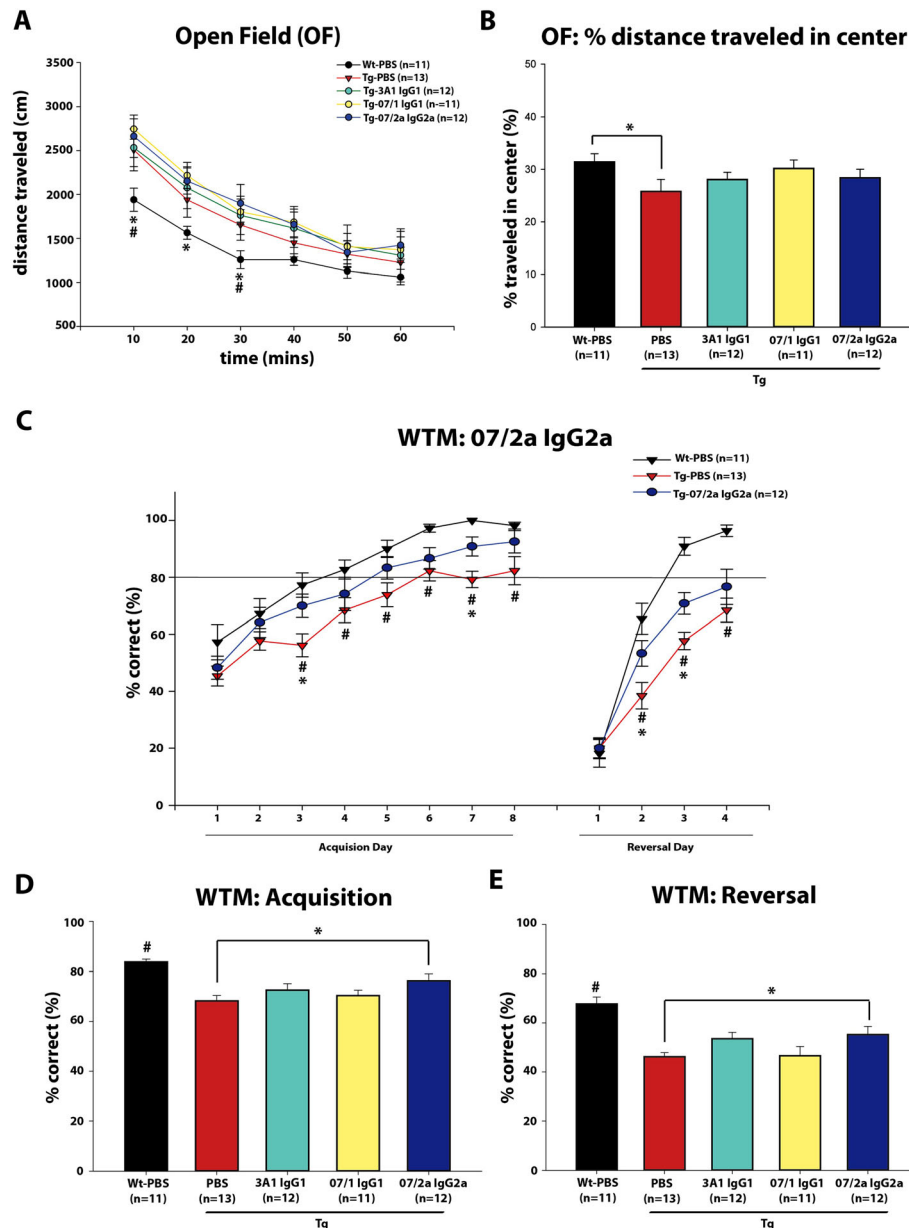 A
Open Field (OF)
Wt-PBS (n=11)
Tg-PBS (n=13)
Tg-3A1 IgG1 (n=12)
Tg-07/1 IgG1 (n-=11)
Tg-07/2a IgG2a (n=12)
distance traveled (cm)
3500
3000
2500
2000
1500
1000
500
*
#
*
*
#
10 20 30 40 50 60
time (mins)
B
OF: % distance traveled in center
% traveled in center (%)
50
40
30
20
10
0
*
Wt-PBS PBS 3A1 IgG1 07/1 IgG1 07/2a IgG2a
(n=11) (n=13) (n=12) (n=11) (n=12)
Tg
C
WTM: 07/2a IgG2a
Wt-PBS (n=11)
Tg-PBS (n=13)
Tg-07/2a IgG2a (n=12)
% correct (%)
100
80
60
40
20
0
#
*
#
#
#
#
*
#
#
*
#
*
#
1 2 3 4 5 6 7 8 1 2 3 4
Acquision Day Reversal Day
D
WTM: Acquisition
% correct (%)
100
80
60
40
20
0
#
*
Wt-PBS PBS 3A1 IgG1 07/1 IgG1 07/2a IgG2a
(n=11) (n=13) (n=12) (n=11) (n=12)
Tg
E
WTM: Reversal
% correct (%)
100
80
60
40
20
0
#
*
Wt-PBS PBS 3A1 IgG1 07/1 IgG1 07/2a IgG2a
(n=11) (n=13) (n=12) (n=11) (n=12)
Tg